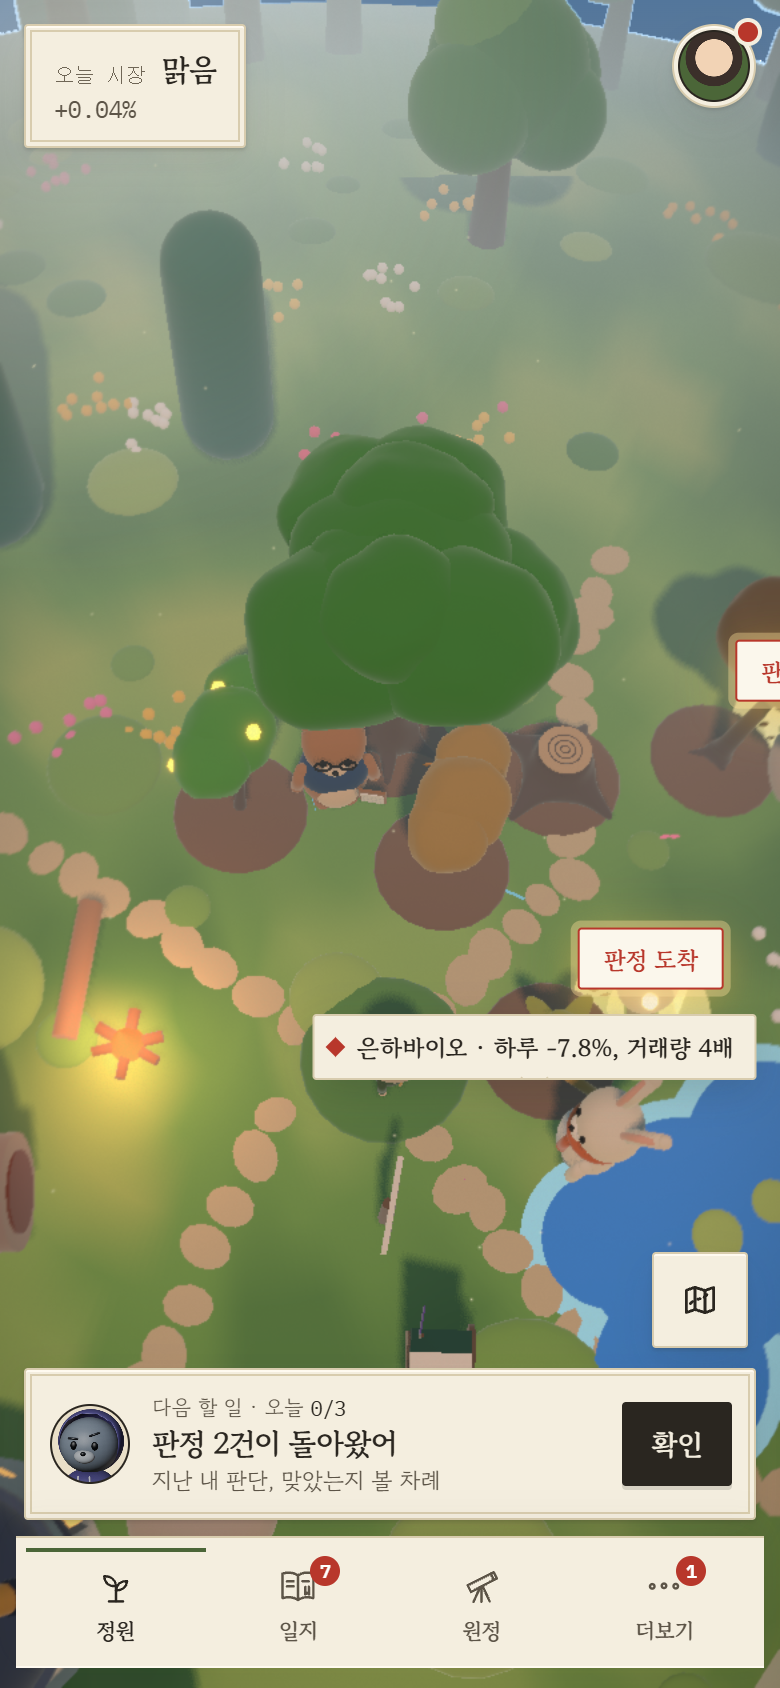 오늘 시장 맑음
+0.04%
판정 도착
◆ 은하바이오 · 하루 -7.8%, 거래량 4배
다음 할 일 · 오늘 0/3
판정 2건이 돌아왔어
지난 내 판단, 맞았는지 볼 차례
확인
7
1
정원
일지
원정
더보기